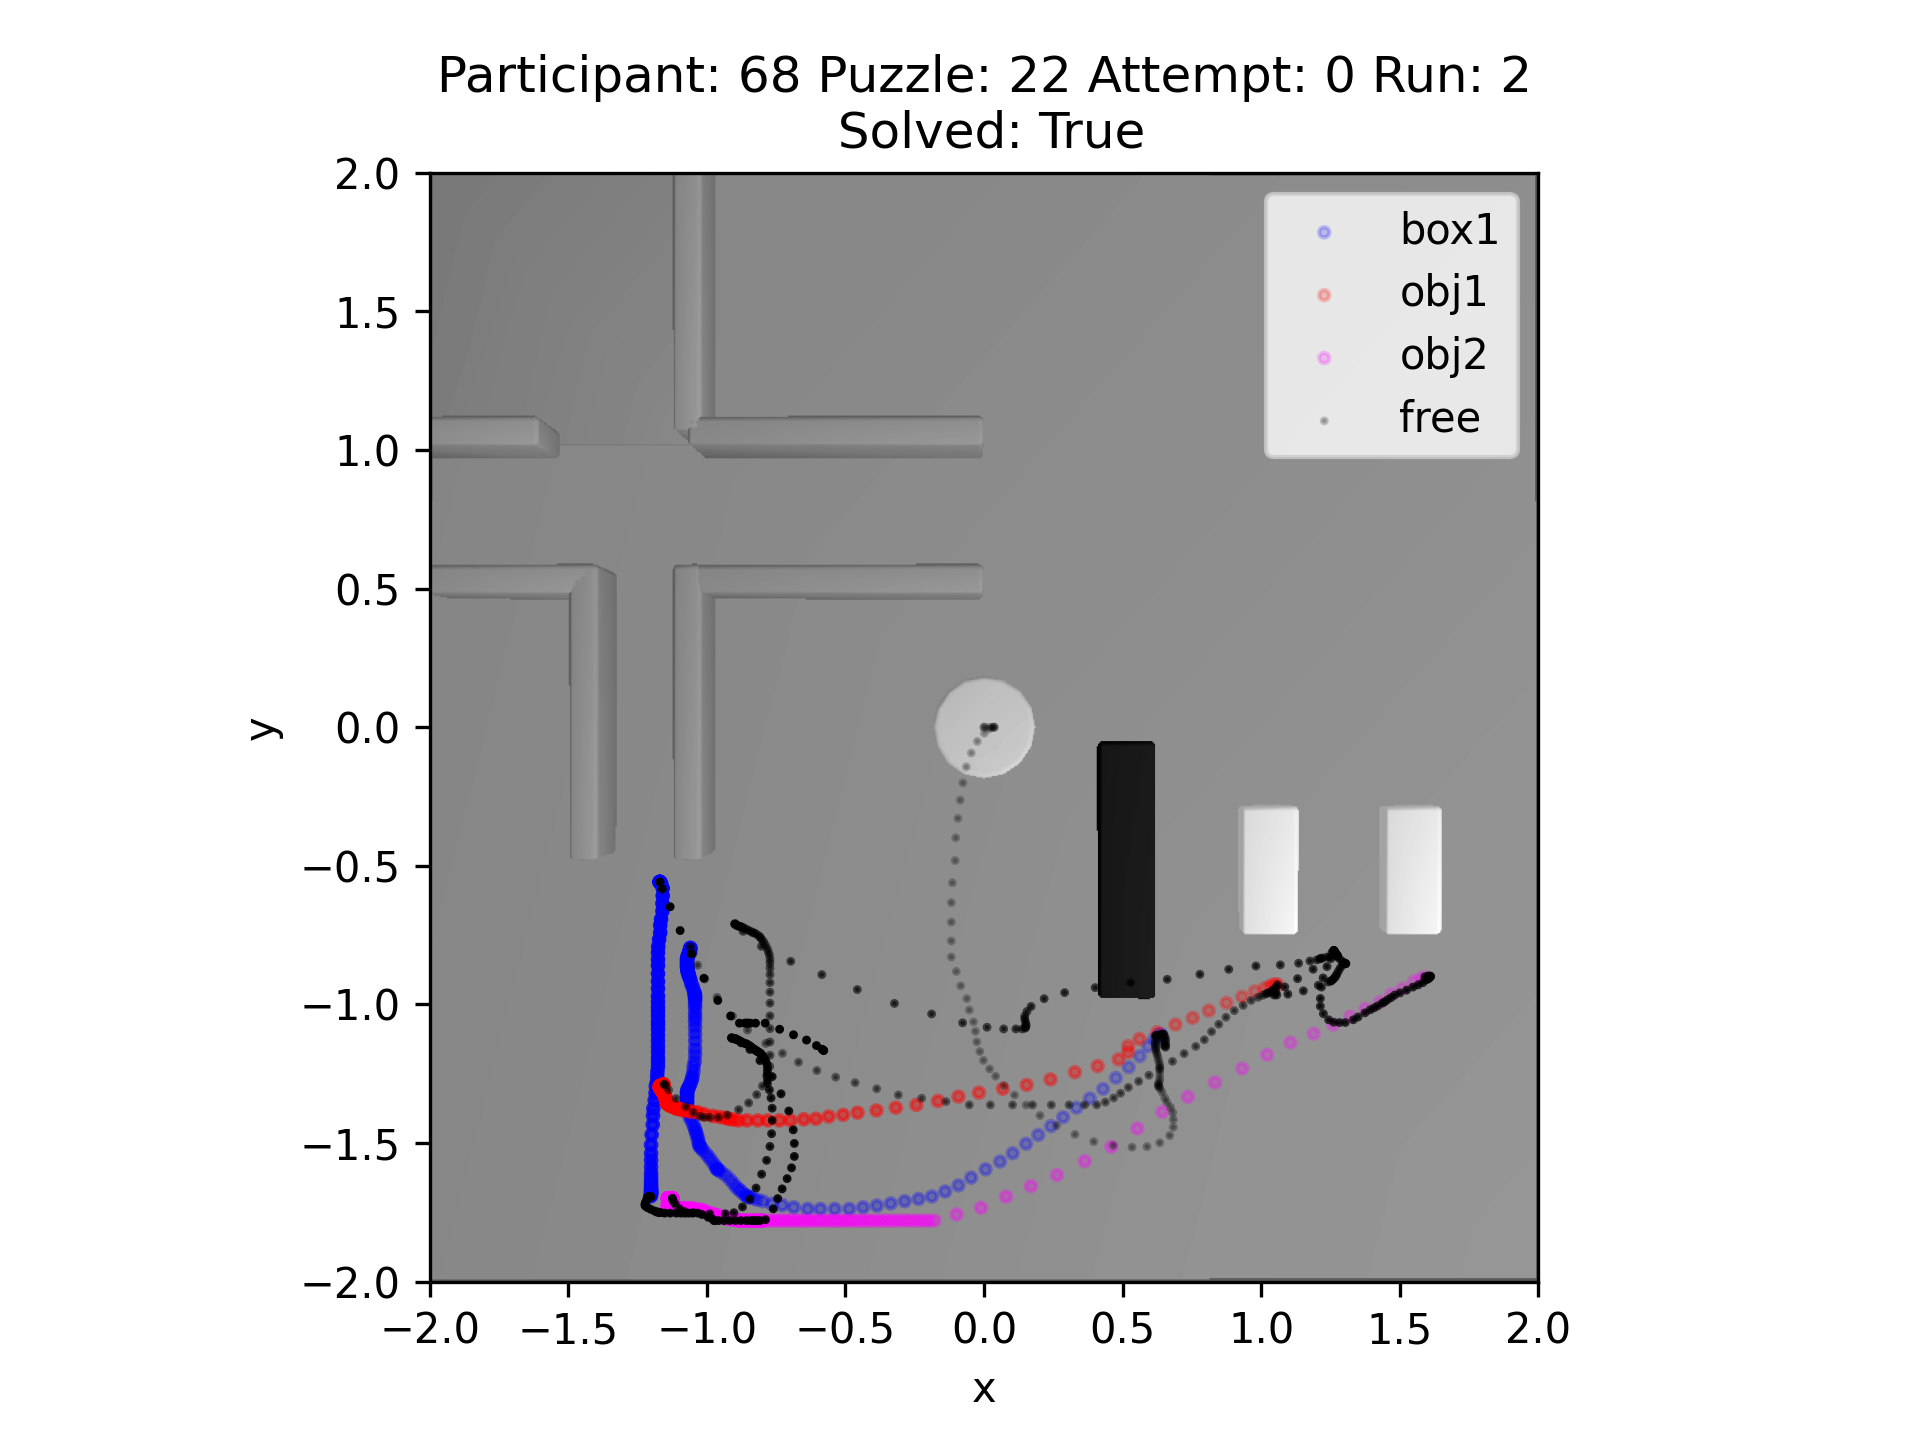 Participant: 68 Puzzle: 22 Attempt: 0 Run: 2
Solved: True
2.0
1.5
1.0
0.5
0.0
−0.5
−1.0
−1.5
−2.0
y
box1
obj1
obj2
free
−2.0 −1.5 −1.0 −0.5 0.0 0.5 1.0 1.5 2.0
x